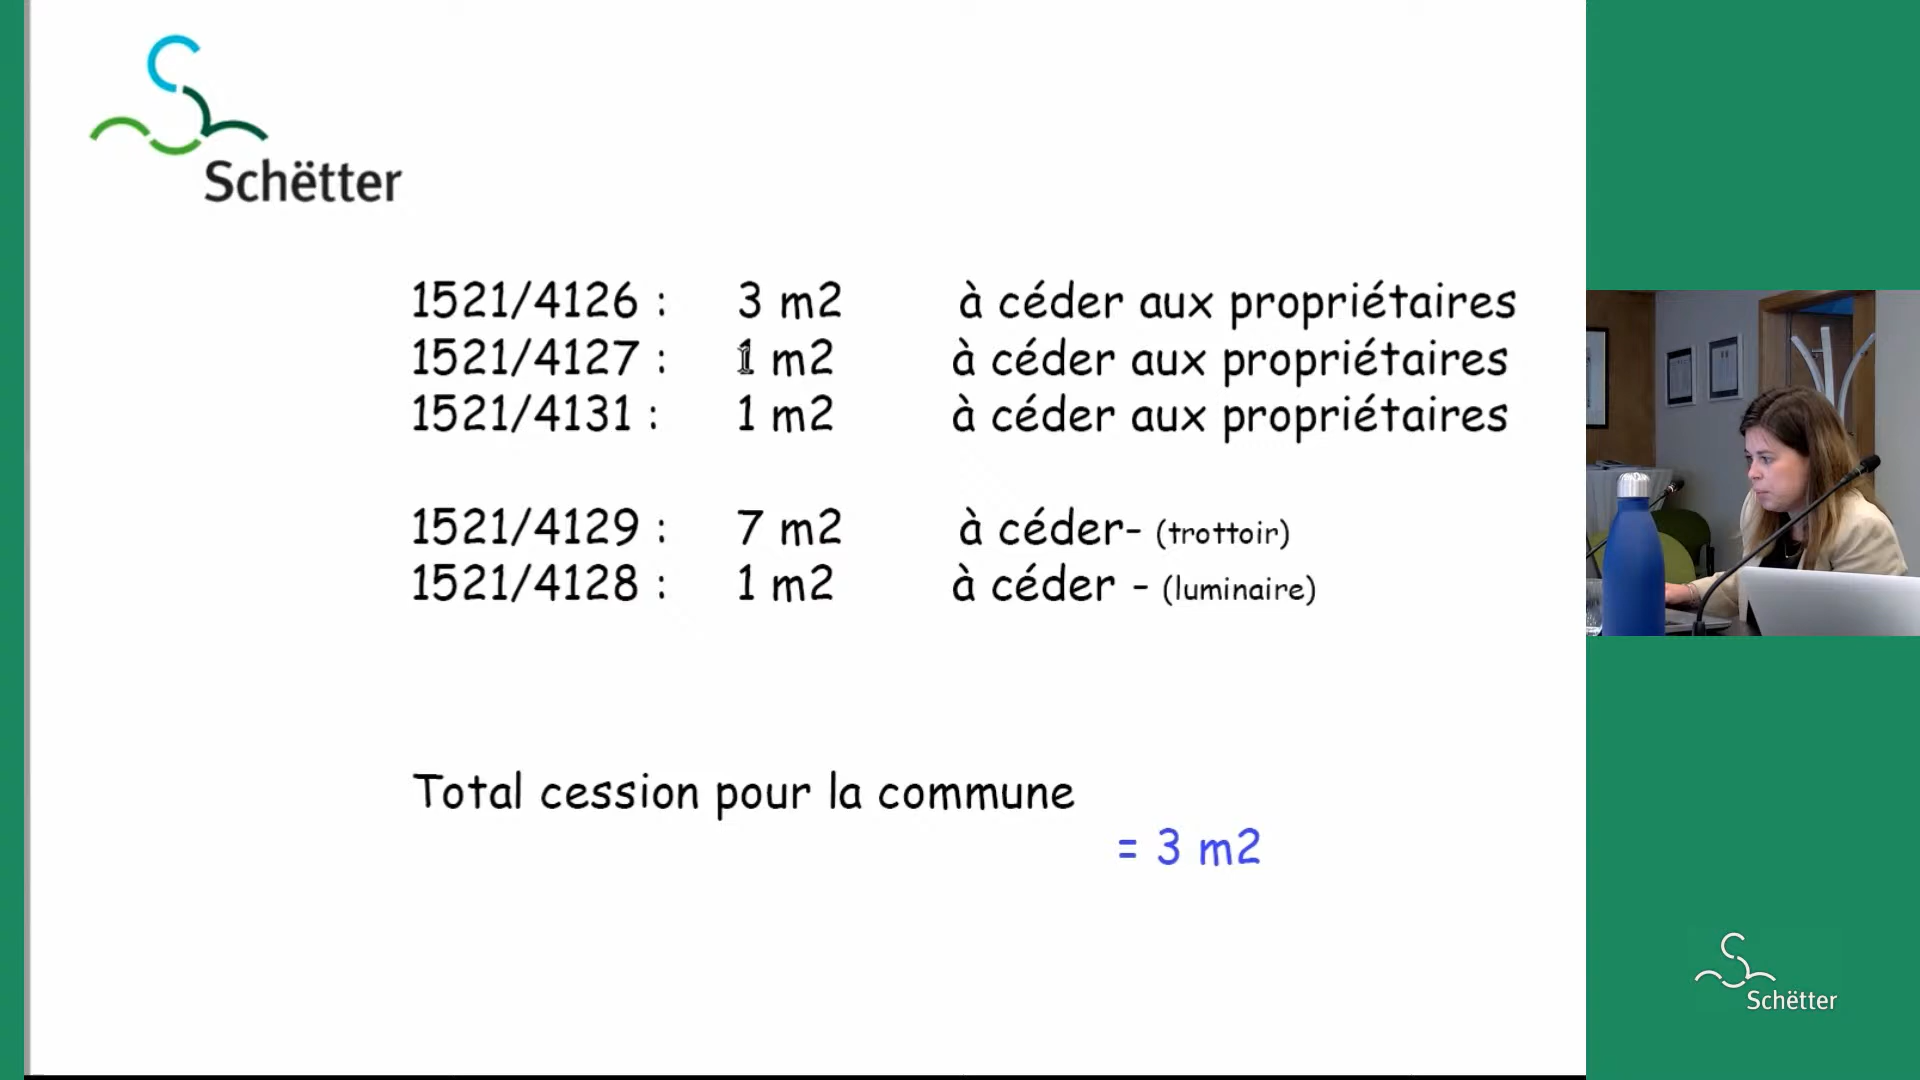 Schëtter
1521/4126 : 3 m2 à céder aux propriétaires
1521/4127 : 1 m2 à céder aux propriétaires
1521/4131 : 1 m2 à céder aux propriétaires
1521/4129 : 7 m2 à céder- (trottoir)
1521/4128 : 1 m2 à céder - (luminaire)
Total cession pour la commune
= 3 m2
Schëtter